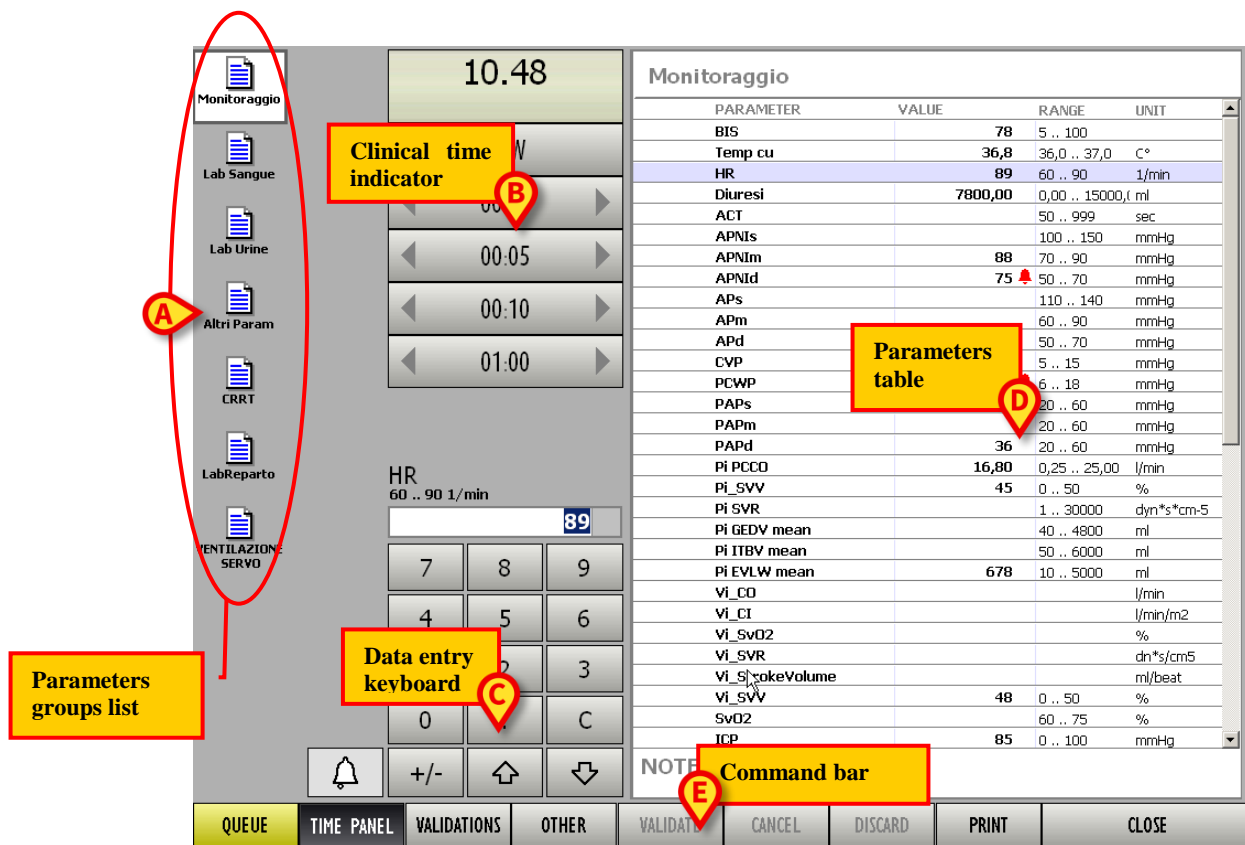 Monitoraggio
Lab Sangue
Lab Urine
A
Altri Param
CRRT
LabReparto
VENTILAZIONE
SERVO
Parameters
groups list
10.48
Clinical time
indicator
B
00:05
00:10
01:00
HR
60 .. 90 1/min
89
7 8 9
4 5 6
Data entry
keyboard
3
C
0 C
+/-
Monitoraggio
PARAMETER VALUE RANGE UNIT
BIS 78 5 .. 100
Temp cu 36,8 36,0 .. 37,0 C°
HR 89 60 .. 90 1/min
Diuresi 7800,00 0,00 .. 15000,( ml
ACT 50 .. 999 sec
APNIs 100 .. 150 mmHg
APNIm 88 70 .. 90 mmHg
APNId 75 50 .. 70 mmHg
APs 110 .. 140 mmHg
APm 60 .. 90 mmHg
APd 50 .. 70 mmHg
CVP 5 .. 15 mmHg
PCWP 6 .. 18 mmHg
PAPs 20 .. 60 mmHg
PAPm 20 .. 60 mmHg
PAPd 36 20 .. 60 mmHg
Pi PCCO 16,80 0,25 .. 25,00 l/min
Pi_SVV 45 0 .. 50 %
Pi SVR 1 .. 30000 dyn*s*cm-5
Pi GEDV mean 40 .. 4800 ml
Pi ITBV mean 50 .. 6000 ml
Pi EVLW mean 678 10 .. 5000 ml
Vi_CO l/min
Vi_CI l/min/m2
Vi_SvO2 %
Vi_SVR dn*s/cm5
Vi_StrokeVolume ml/beat
Vi_SVV 48 0 .. 50 %
SvO2 60 .. 75 %
ICP 85 0 .. 100 mmHg
Parameters
table
D
NOTE
Command bar
E
QUEUE TIME PANEL VALIDATIONS OTHER VALIDATE CANCEL DISCARD PRINT CLOSE